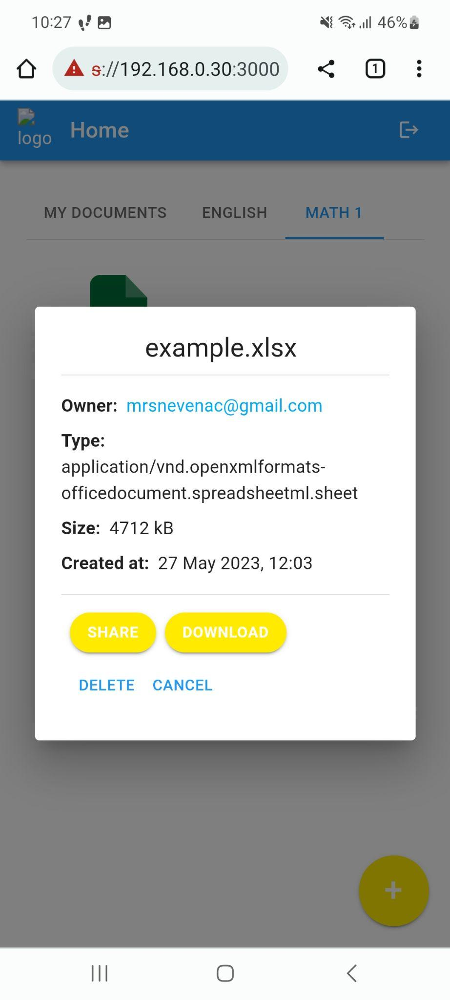 10:27
46%
s://192.168.0.30:3000
1
logo
Home
MY DOCUMENTS
ENGLISH
MATH 1
example.xlsx
Owner: mrsnevenac@gmail.com
Type:
application/vnd.openxmlformats-
officedocument.spreadsheetml.sheet
Size: 4712 kB
Created at: 27 May 2023, 12:03
SHARE
DOWNLOAD
DELETE
CANCEL
+